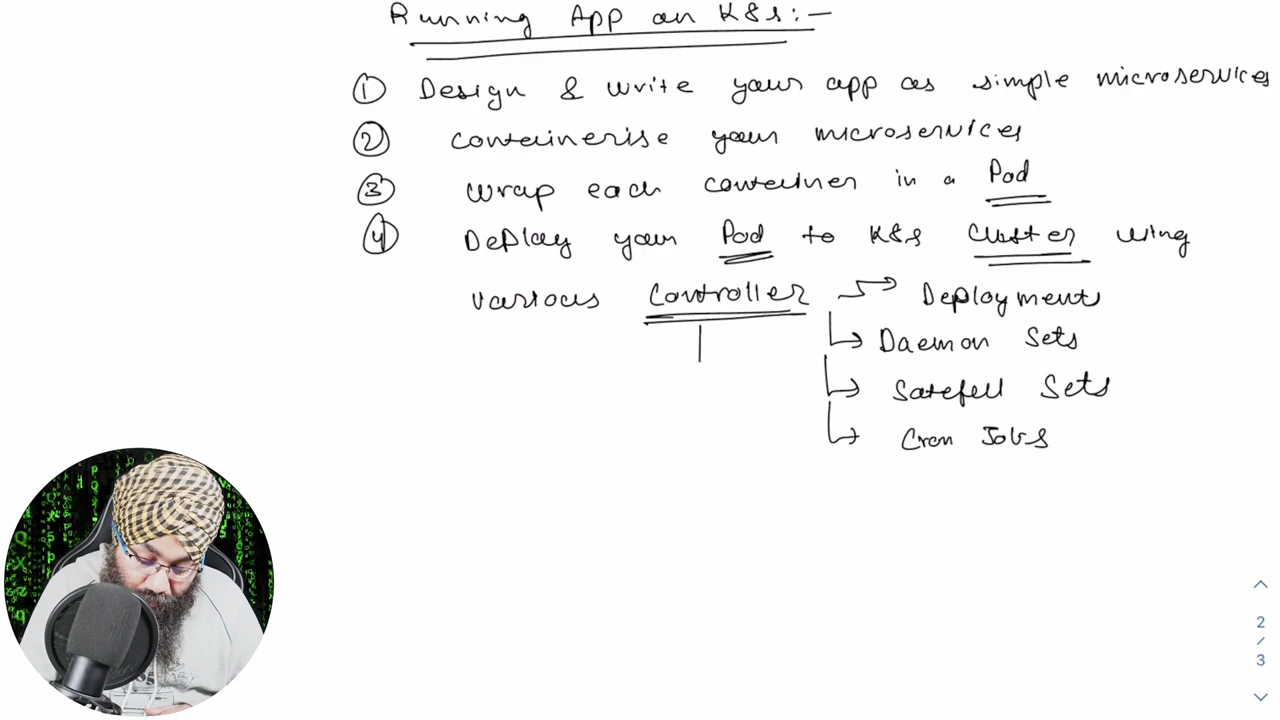 Running App on K8s:-
① Design & write your app as simple microservices
② Containerise your microservices
③ Wrap each container in a Pod
④ Deploy your Pod to K8s Cluster using
various Controller → Deployments
↳ Daemon Sets
↳ Satefull Sets
↳ Cron Jobs
2
/
3